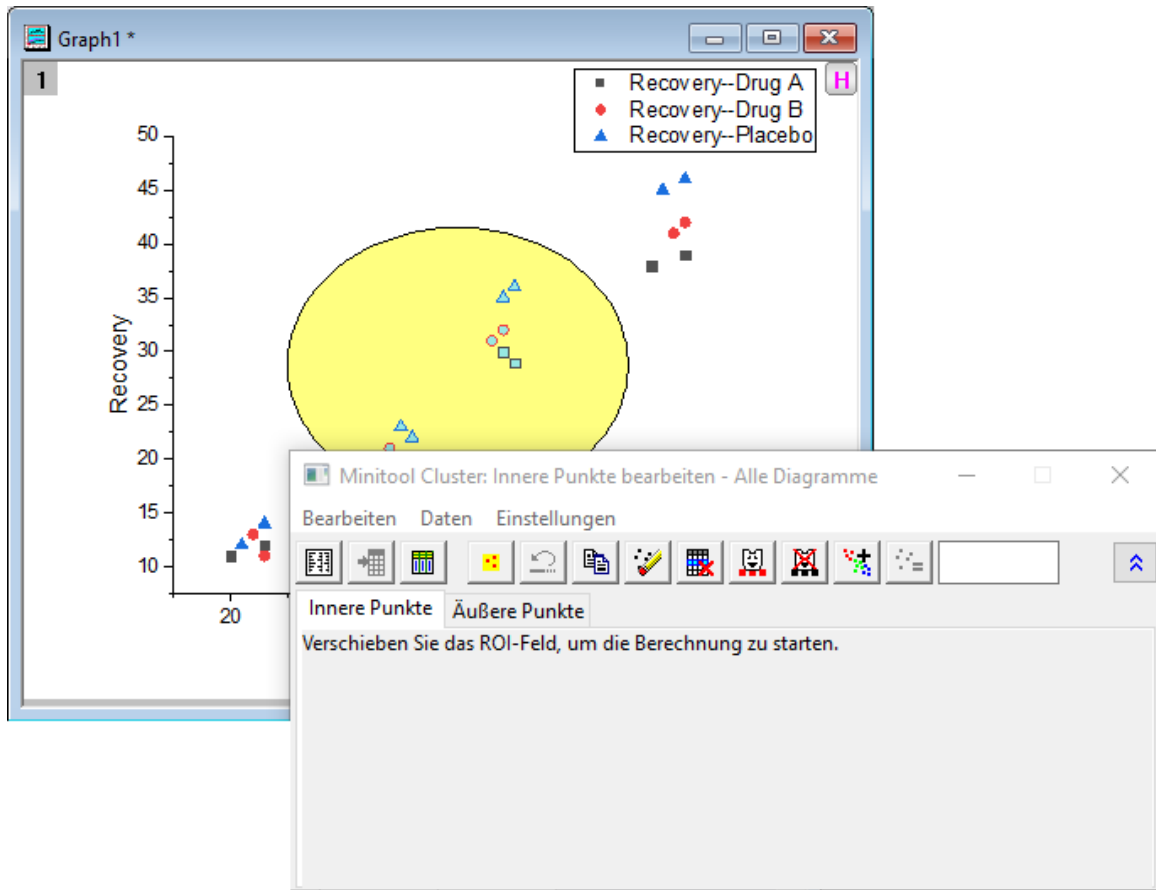 Graph1 *
1
H
Recovery--Drug A
Recovery--Drug B
Recovery--Placebo
50
45
40
35
30
25
20
15
10
Recovery
20
Minitool Cluster: Innere Punkte bearbeiten - Alle Diagramme
Bearbeiten Daten Einstellungen
Innere Punkte Äußere Punkte
Verschieben Sie das ROI-Feld, um die Berechnung zu starten.